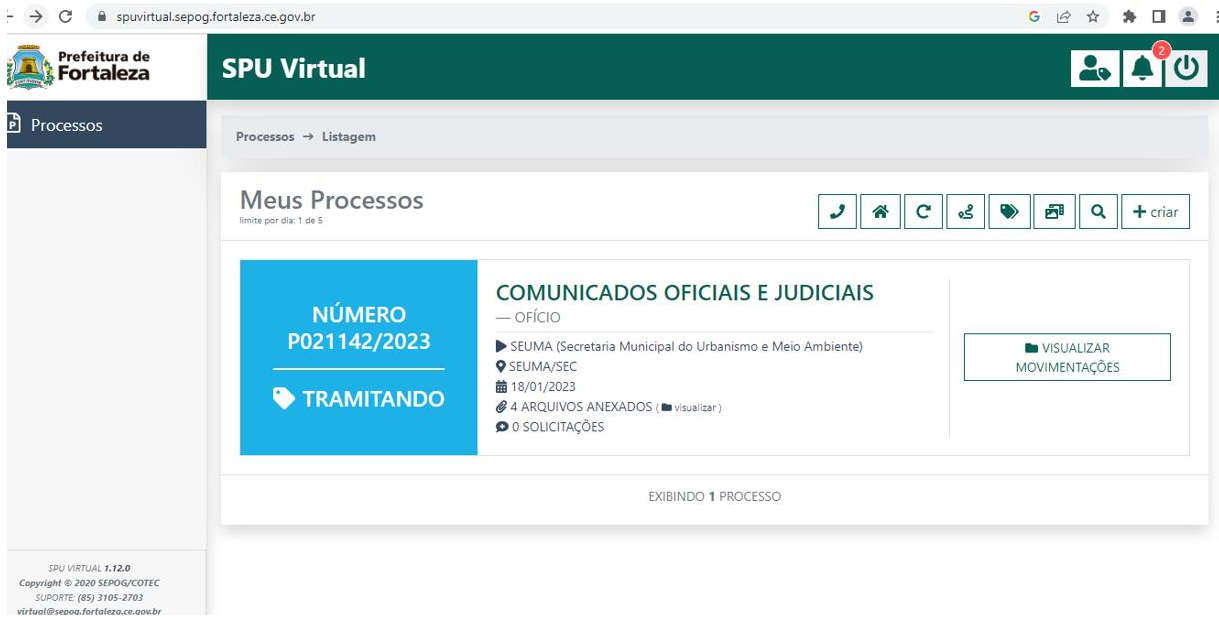 spuvirtual.sepog.fortaleza.ce.gov.br
Prefeitura de
Fortaleza
SPU Virtual
2
Processos
Processos → Listagem
Meus Processos
limite por dia: 1 de 5
+ criar
NÚMERO
P021142/2023
TRAMITANDO
COMUNICADOS OFICIAIS E JUDICIAIS
— OFÍCIO
SEUMA (Secretaria Municipal do Urbanismo e Meio Ambiente)
SEUMA/SEC
18/01/2023
4 ARQUIVOS ANEXADOS ( visualizar )
0 SOLICITAÇÕES
VISUALIZAR
MOVIMENTAÇÕES
EXIBINDO 1 PROCESSO
SPU VIRTUAL 1.12.0
Copyright © 2020 SEPOG/COTEC
SUPORTE: (85) 3105-2703
virtual@sepog.fortaleza.ce.gov.br